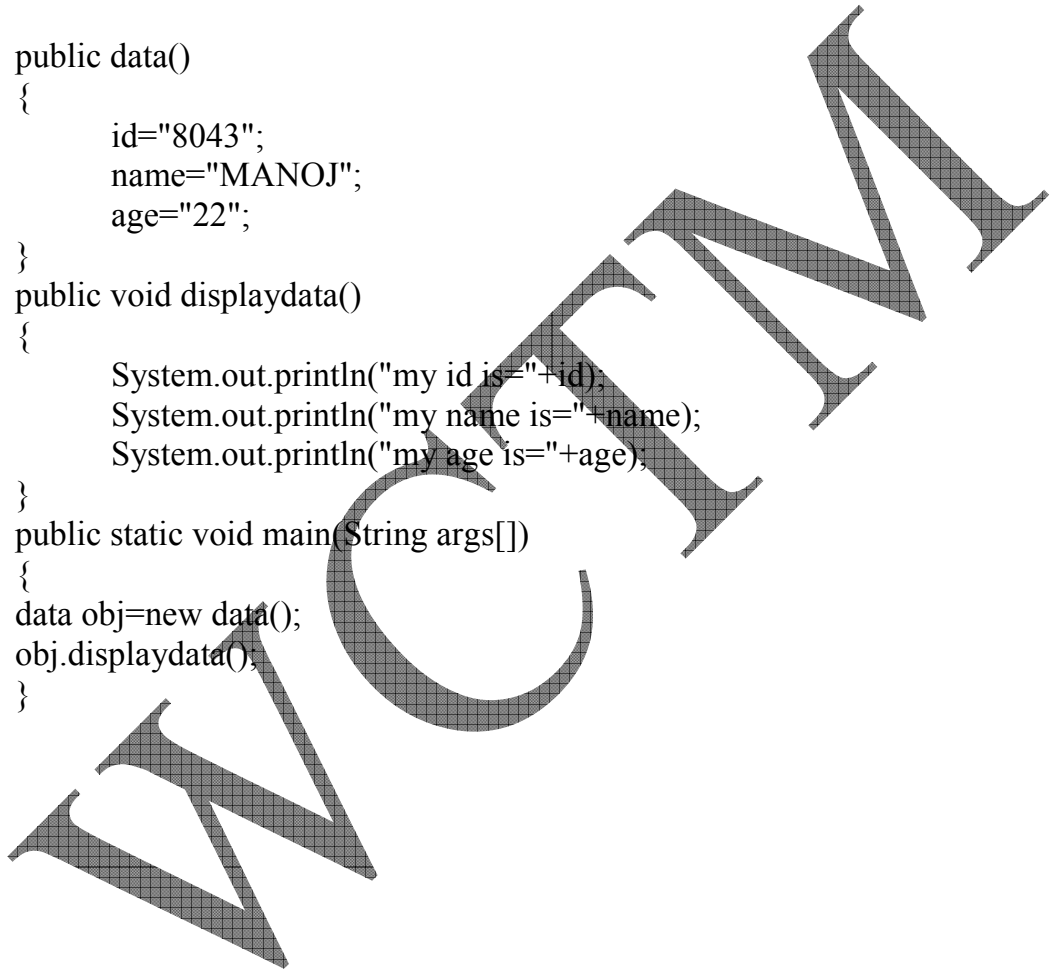 public data()
{
id="8043";
name="MANOJ";
age="22";
}
public void displaydata()
{
System.out.println("my id is="+id);
System.out.println("my name is="+name);
System.out.println("my age is="+age);
}
public static void main(String args[])
{
data obj=new data();
obj.displaydata();
}
WCTM